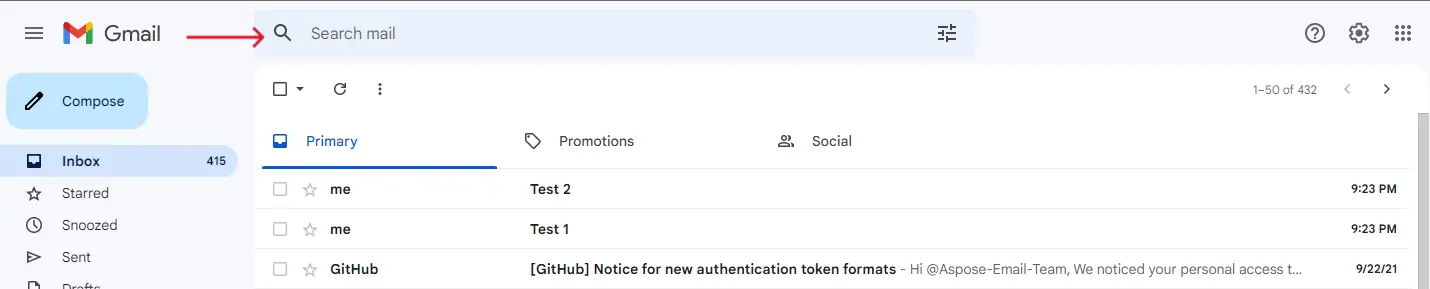 Gmail
Search mail
Compose
1–50 of 432
Primary
Promotions
Social
Inbox 415
Starred
Snoozed
Sent
Drafts
me Test 2 9:23 PM
me Test 1 9:23 PM
GitHub [GitHub] Notice for new authentication token formats - Hi @Aspose-Email-Team, We noticed your personal access t... 9/22/21